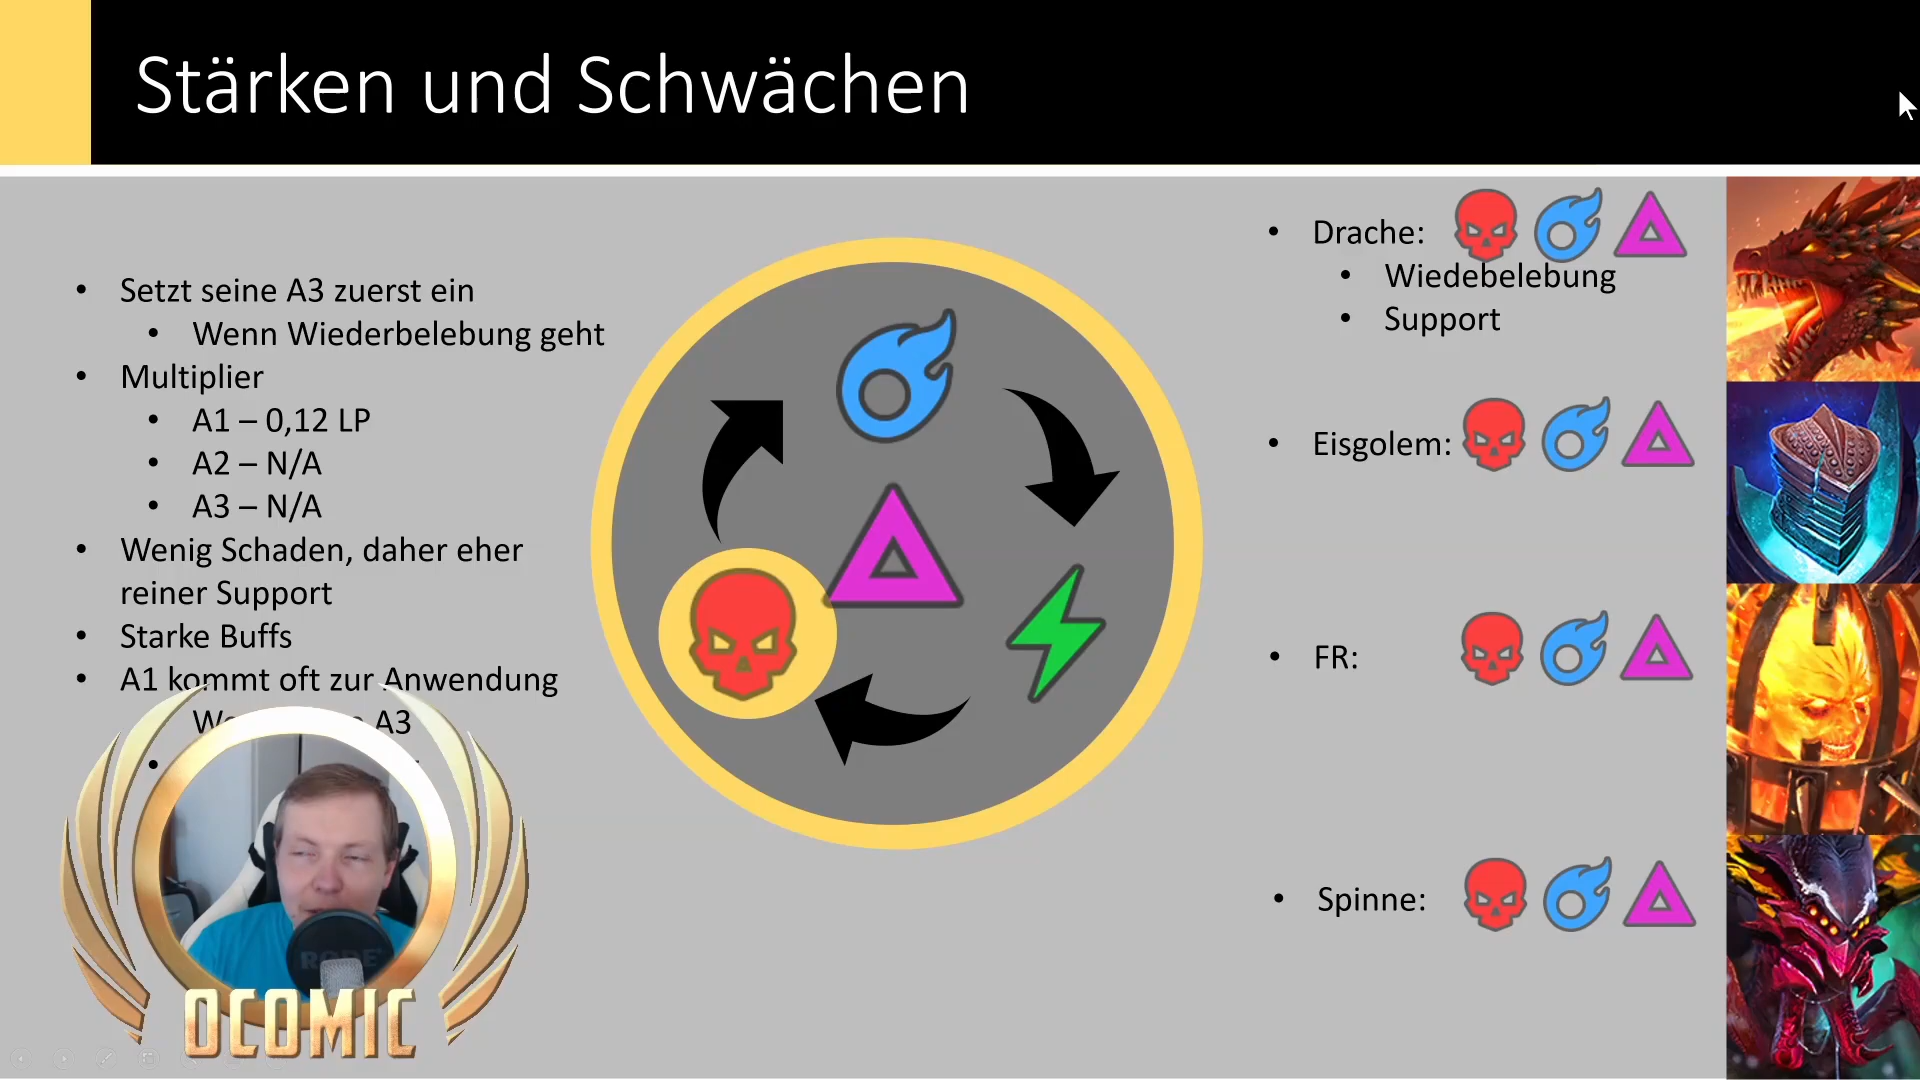 Stärken und Schwächen
Setzt seine A3 zuerst ein
Wenn Wiederbelebung geht
Multiplier
A1 – 0,12 LP
A2 – N/A
A3 – N/A
Wenig Schaden, daher eher
reiner Support
Starke Buffs
A1 kommt oft zur Anwendung
A3
OCOMIC
RODE
Drache:
Wiedebelebung
Support
Eisgolem:
FR:
Spinne: